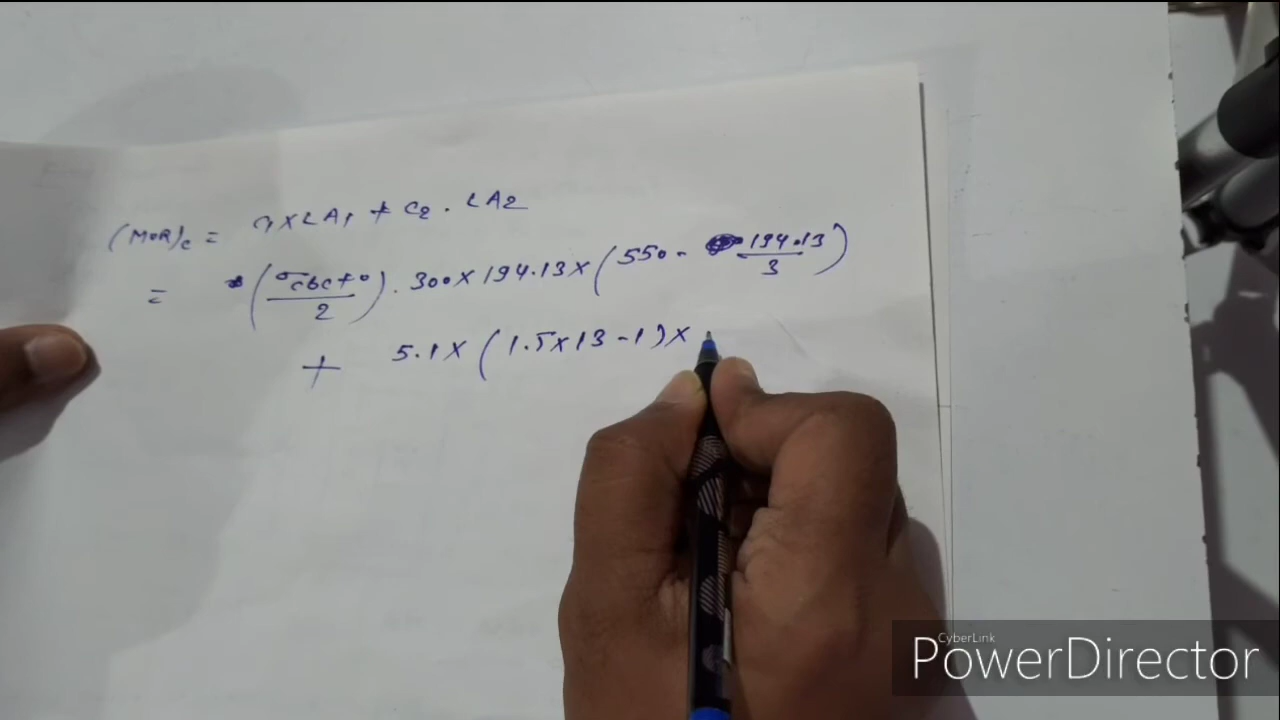 (MOR)c = C1 X LA1 + C2 . LA2
= (σcbc+0 / 2) . 300 X 194.13 X (550 - 194.13 / 3)
+ 5.1 X (1.5 X 13 - 1) X
CyberLink
PowerDirector